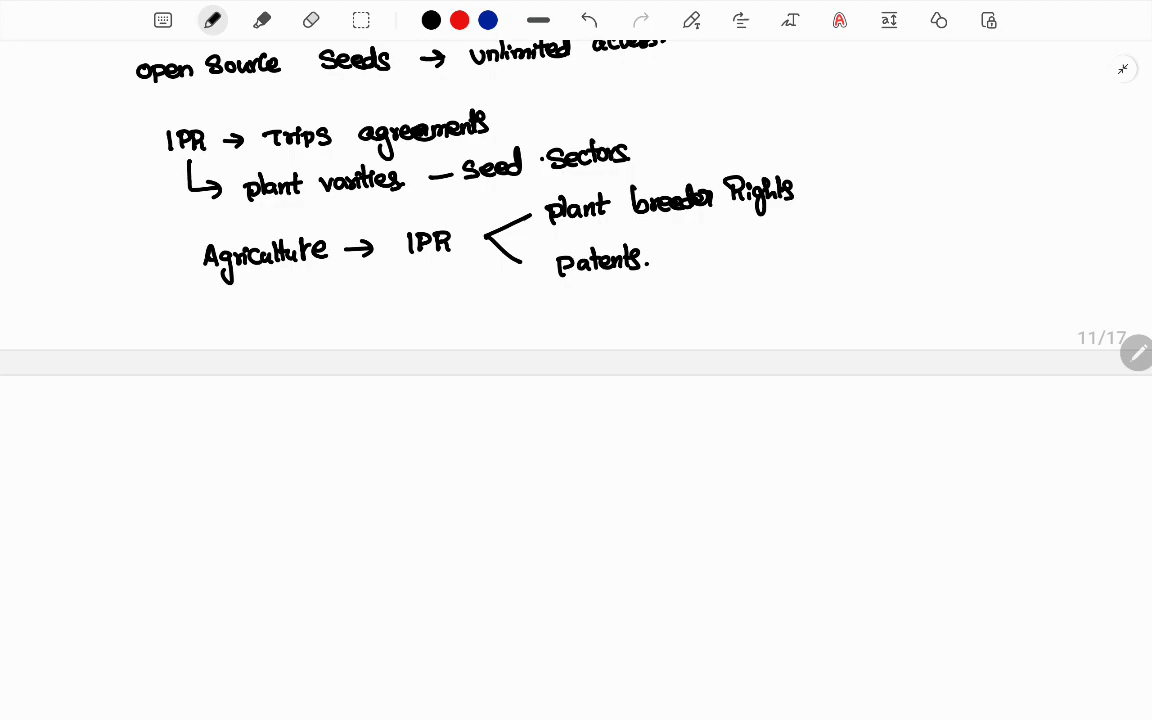 open source seeds → unlimited access.
IPR → Trips agreements
↳ plant varities - seed sectors
Agriculture → IPR < plant breeder Rights
Patents.
11/17